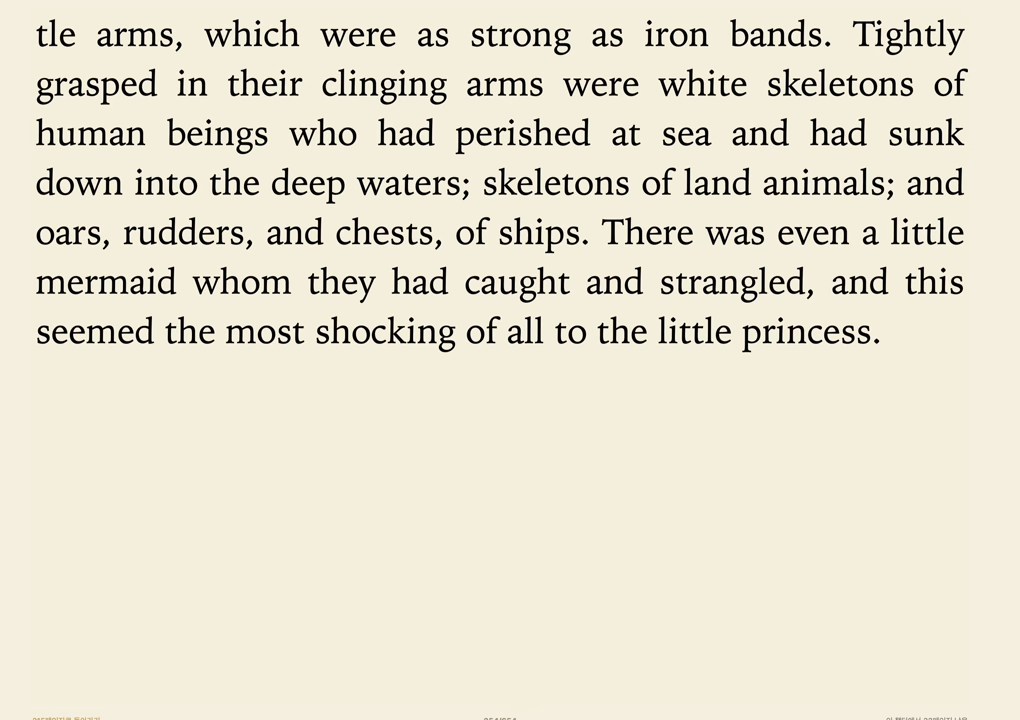 tle arms, which were as strong as iron bands. Tightly
grasped in their clinging arms were white skeletons of
human beings who had perished at sea and had sunk
down into the deep waters; skeletons of land animals; and
oars, rudders, and chests, of ships. There was even a little
mermaid whom they had caught and strangled, and this
seemed the most shocking of all to the little princess.